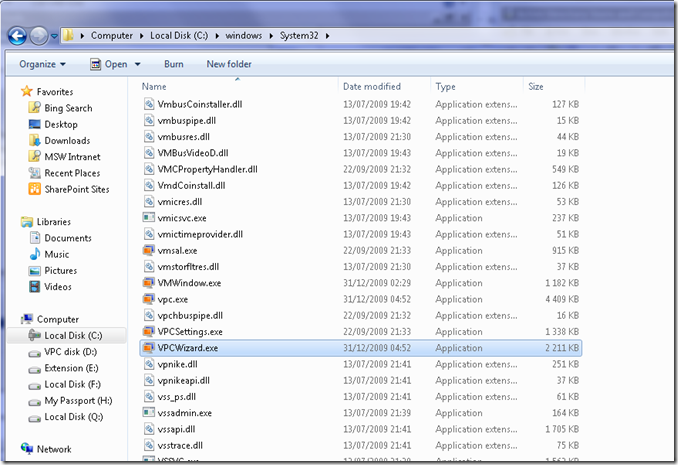 Computer Local Disk (C:) windows System32
Organize Open Burn New folder
Name Date modified Type Size
Favorites
Bing Search
Desktop
Downloads
MSW Intranet
Recent Places
SharePoint Sites
Libraries
Documents
Music
Pictures
Videos
Computer
Local Disk (C:)
VPC disk (D:)
Extension (E:)
Local Disk (F:)
My Passport (H:)
Local Disk (Q:)
Network
VmbusCoinstaller.dll 13/07/2009 19:42 Application extens... 127 KB
vmbuspipe.dll 13/07/2009 19:42 Application extens... 15 KB
vmbusres.dll 13/07/2009 21:30 Application extens... 44 KB
VMBusVideoD.dll 13/07/2009 19:43 Application extens... 19 KB
VMCPropertyHandler.dll 22/09/2009 21:32 Application extens... 549 KB
VmdCoinstall.dll 13/07/2009 19:42 Application extens... 126 KB
vmicres.dll 13/07/2009 21:30 Application extens... 53 KB
vmicsvc.exe 13/07/2009 19:43 Application 237 KB
vmictimeprovider.dll 13/07/2009 19:43 Application extens... 51 KB
vmsal.exe 22/09/2009 21:33 Application 915 KB
vmstorfltres.dll 13/07/2009 21:30 Application extens... 37 KB
VMWindow.exe 31/12/2009 02:29 Application 1 182 KB
vpc.exe 31/12/2009 04:52 Application 4 409 KB
vpchbuspipe.dll 22/09/2009 21:32 Application extens... 16 KB
VPCSettings.exe 22/09/2009 21:33 Application 1 338 KB
VPCWizard.exe 31/12/2009 04:52 Application 2 211 KB
vpnike.dll 13/07/2009 21:41 Application extens... 251 KB
vpnikeapi.dll 13/07/2009 21:41 Application extens... 37 KB
vss_ps.dll 13/07/2009 21:41 Application extens... 61 KB
vssadmin.exe 13/07/2009 21:39 Application 164 KB
vssapi.dll 13/07/2009 21:41 Application extens... 1 705 KB
vsstrace.dll 13/07/2009 21:41 Application extens... 75 KB